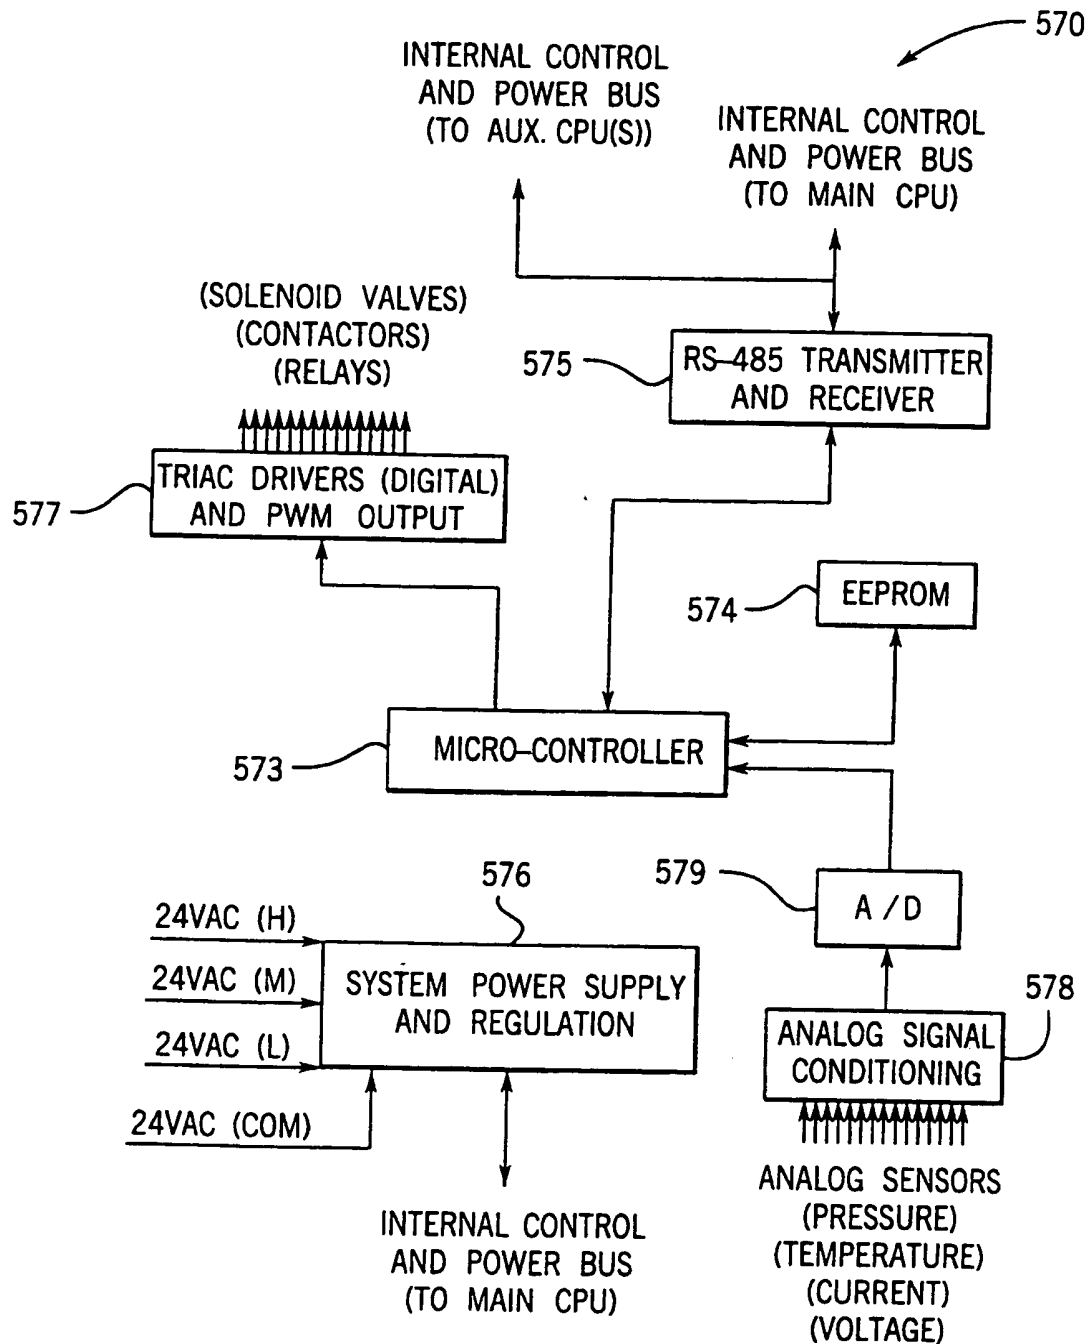 570
INTERNAL CONTROL
AND POWER BUS
(TO AUX. CPU(S))
INTERNAL CONTROL
AND POWER BUS
(TO MAIN CPU)
(SOLENOID VALVES)
(CONTACTORS)
(RELAYS)
575
RS-485 TRANSMITTER
AND RECEIVER
577
TRIAC DRIVERS (DIGITAL)
AND PWM OUTPUT
574
EEPROM
573
MICRO-CONTROLLER
576
579
A/D
24VAC (H)
24VAC (M)
24VAC (L)
24VAC (COM)
SYSTEM POWER SUPPLY
AND REGULATION
578
ANALOG SIGNAL
CONDITIONING
INTERNAL CONTROL
AND POWER BUS
(TO MAIN CPU)
ANALOG SENSORS
(PRESSURE)
(TEMPERATURE)
(CURRENT)
(VOLTAGE)